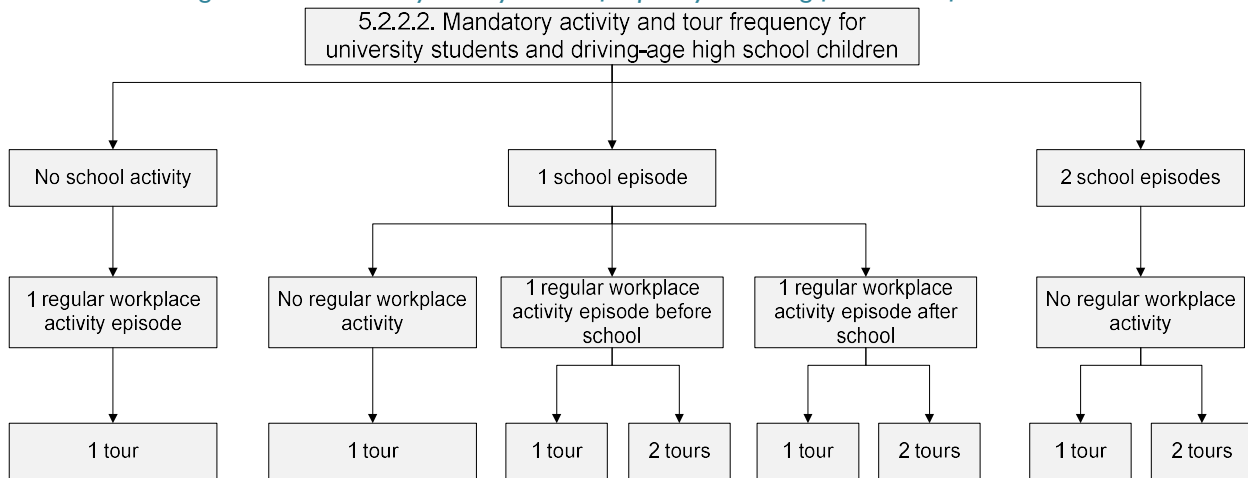 5.2.2.2. Mandatory activity and tour frequency for
university students and driving-age high school children
No school activity
1 school episode
2 school episodes
1 regular workplace
activity episode
No regular workplace
activity
1 regular workplace
activity episode before
school
1 regular workplace
activity episode after
school
No regular workplace
activity
1 tour
1 tour
1 tour
2 tours
1 tour
2 tours
1 tour
2 tours